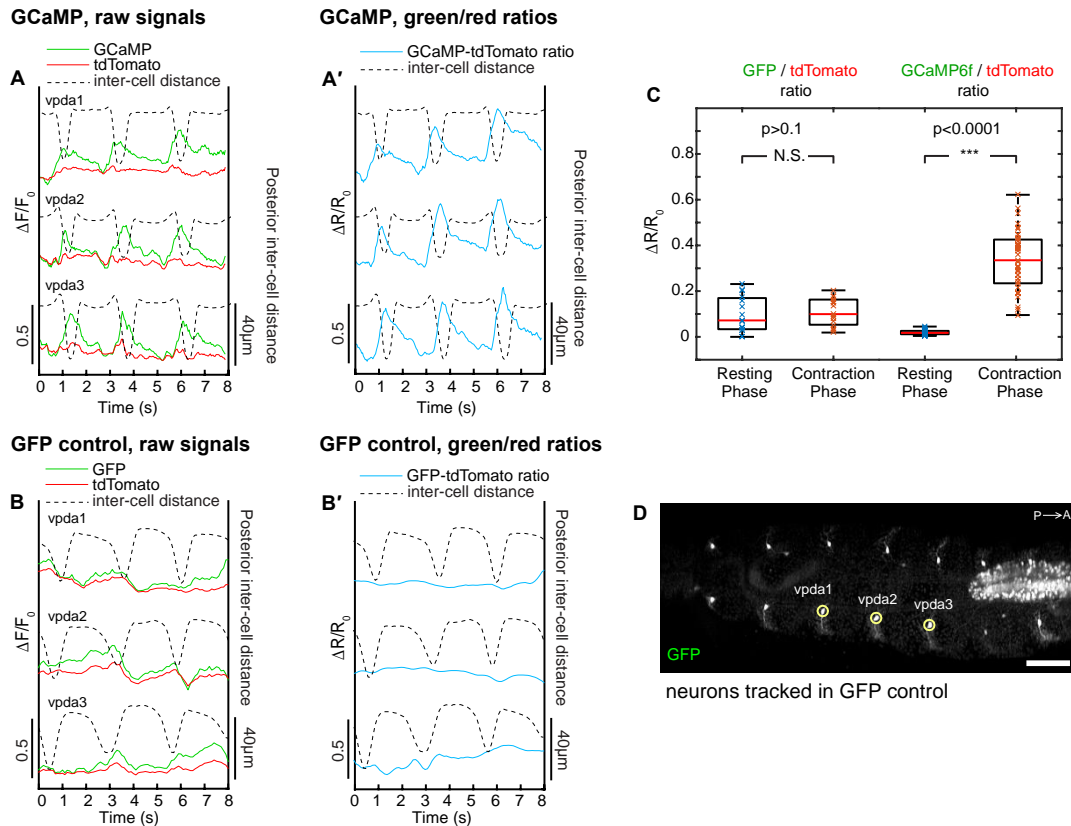 GCaMP, raw signals
GCaMP
tdTomato
inter-cell distance
A
vpda1
vpda2
vpda3
ΔF/F0
0.5
Posterior inter-cell distance
40µm
0 1 2 3 4 5 6 7 8
Time (s)
GCaMP, green/red ratios
GCaMP-tdTomato ratio
inter-cell distance
A′
ΔR/R0
0.5
Posterior inter-cell distance
40µm
0 1 2 3 4 5 6 7 8
Time (s)
C
GFP / tdTomato
ratio
GCaMP6f / tdTomato
ratio
p>0.1
p<0.0001
N.S.
***
ΔR/R0
0.8
0.4
0.2
0
Resting
Phase
Contraction
Phase
Resting
Phase
Contraction
Phase
GFP control, raw signals
GFP
tdTomato
inter-cell distance
B
vpda1
vpda2
vpda3
ΔF/F0
0.5
Posterior inter-cell distance
40µm
0 1 2 3 4 5 6 7 8
Time (s)
GFP control, green/red ratios
GFP-tdTomato ratio
inter-cell distance
B′
ΔR/R0
0.5
Posterior inter-cell distance
40µm
0 1 2 3 4 5 6 7 8
Time (s)
D
P→A
vpda1
vpda2
vpda3
GFP
neurons tracked in GFP control